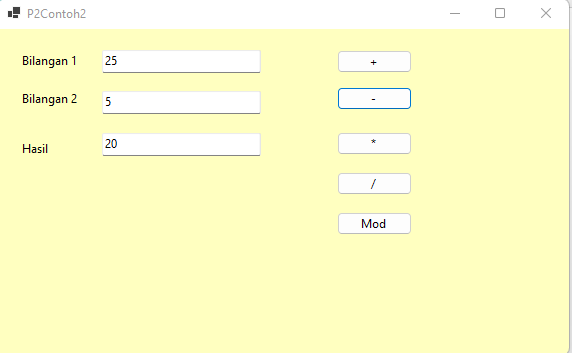 P2Contoh2
Bilangan 1 25 +
Bilangan 2 5 -
Hasil 20 *
/
Mod